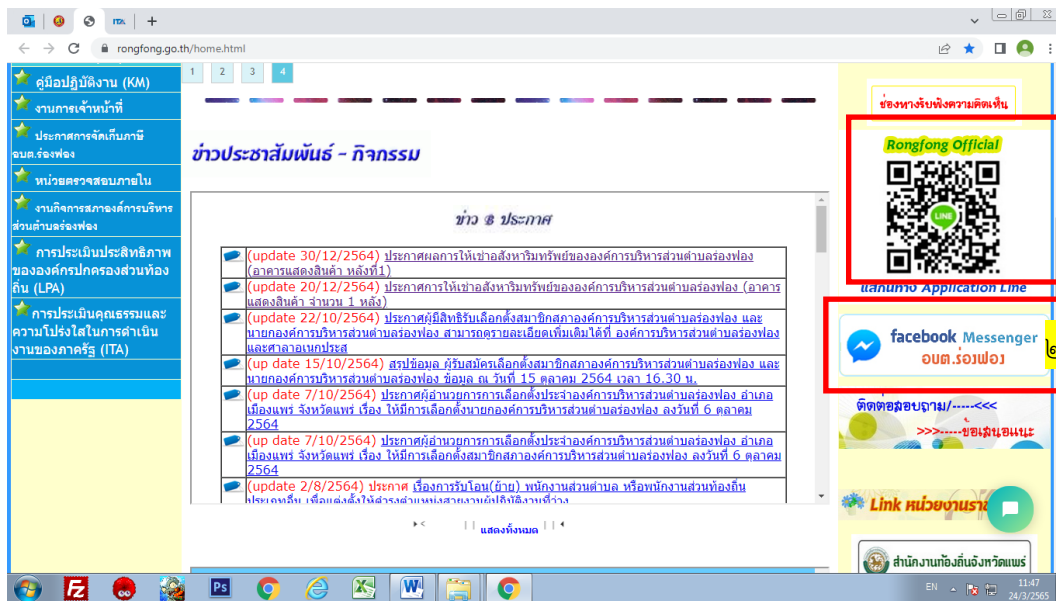 ITA
rongfong.go.th/home.html
คู่มือปฏิบัติงาน (KM)
งานการเจ้าหน้าที่
ประกาศการจัดเก็บภาษี
อบต.ร่องฟอง
หน่วยตรวจสอบภายใน
งานกิจการสภาองค์การบริหาร
ส่วนตำบลร่องฟอง
การประเมินประสิทธิภาพ
ขององค์กรปกครองส่วนท้อง
ถิ่น (LPA)
การประเมินคุณธรรมและ
ความโปร่งใสในการดำเนิน
งานของภาครัฐ (ITA)
1 2 3 4
ข่าวประชาสัมพันธ์ - กิจกรรม
ข่าว & ประกาศ
(update 30/12/2564) ประกาศผลการให้เช่าอสังหาริมทรัพย์ขององค์การบริหารส่วนตำบลร่องฟอง
(อาคารแสดงสินค้า หลังที่1)
(update 20/12/2564) ประกาศการให้เช่าอสังหาริมทรัพย์ขององค์การบริหารส่วนตำบลร่องฟอง (อาคาร
แสดงสินค้า จำนวน 1 หลัง)
(update 22/10/2564) ประกาศผู้มีสิทธิรับเลือกตั้งสมาชิกสภาองค์การบริหารส่วนตำบลร่องฟอง และ
นายกองค์การบริหารส่วนตำบลร่องฟอง สามารถดูรายละเอียดเพิ่มเติมได้ที่ องค์การบริหารส่วนตำบลร่องฟอง
และศาลาอเนกประส
(up date 15/10/2564) สรุปข้อมูล ผู้รับสมัครเลือกตั้งสมาชิกสภาองค์การบริหารส่วนตำบลร่องฟอง และ
นายกองค์การบริหารส่วนตำบลร่องฟอง ข้อมูล ณ วันที่ 15 ตุลาคม 2564 เวลา 16.30 น.
(up date 7/10/2564) ประกาศผู้อำนวยการการเลือกตั้งประจำองค์การบริหารส่วนตำบลร่องฟอง อำเภอ
เมืองแพร่ จังหวัดแพร่ เรื่อง ให้มีการเลือกตั้งนายกองค์การบริหารส่วนตำบลร่องฟอง ลงวันที่ 6 ตุลาคม
2564
(up date 7/10/2564) ประกาศผู้อำนวยการการเลือกตั้งประจำองค์การบริหารส่วนตำบลร่องฟอง อำเภอ
เมืองแพร่ จังหวัดแพร่ เรื่อง ให้มีการเลือกตั้งสมาชิกสภาองค์การบริหารส่วนตำบลร่องฟอง ลงวันที่ 6 ตุลาคม
2564
(update 2/8/2564) ประกาศ เรื่องการรับโอน(ย้าย) พนักงานส่วนตำบล หรือพนักงานส่วนท้องถิ่น
ประเภทอื่น เพื่อแต่งตั้งให้ดำรงตำแหน่งสายงานผู้ปฏิบัติงานที่ว่าง
แสดงทั้งหมด
ช่องทางรับฟังความคิดเห็น
Rongfong Official
LINE
แสกนทาง Application Line
facebook Messenger
อบต.ร่องฟอง
ติดต่อสอบถาม/-----<<<
>>>-----ข้อเสนอแนะ
Link หน่วยงานรา
สำนักงานท้องถิ่นจังหวัดแพร่
Ps
EN
11:47
24/3/2565